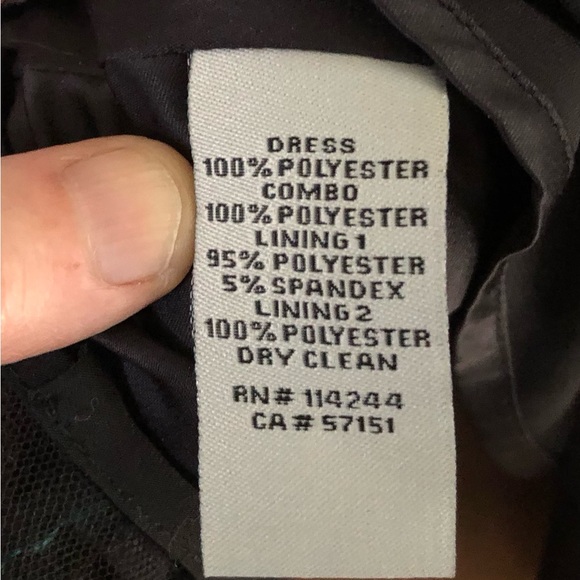 DRESS
100% POLYESTER
COMBO
100% POLYESTER
LINING 1
95% POLYESTER
5% SPANDEX
LINING 2
100% POLYESTER
DRY CLEAN
RN# 114244
CA# 57151